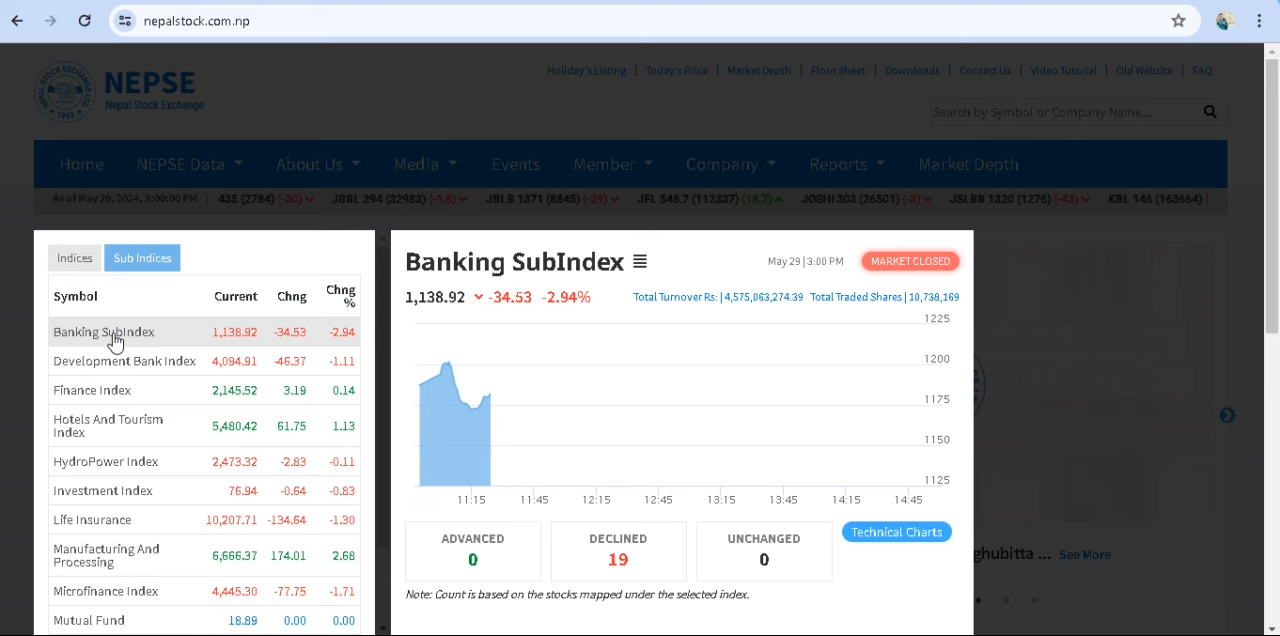 nepalstock.com.np
NEPSE
Nepal Stock Exchange
Holiday's Listing | Today's Price | Market Depth | Floor Sheet | Downloads | Contact Us | Video Tutorial | Old Website | FAQ
Search by Symbol or Company Name...
Home NEPSE Data About Us Media Events Member Company Reports Market Depth
As of May 29, 2024, 3:00:00 PM | 435 (2784) (-30) JBBL 294 (32983) (-1.8) JBLB 1371 (8845) (-29) JFL 548.7 (112337) (18.7) JOSHI 303 (26501) (-3) JSLBB 1320 (1276) (-43) KBL 146 (163664) (
Indices Sub Indices
Symbol Current Chng Chng %
Banking SubIndex 1,138.92 -34.53 -2.94
Development Bank Index 4,094.91 -46.37 -1.11
Finance Index 2,145.52 3.19 0.14
Hotels And Tourism Index 5,480.42 61.75 1.13
HydroPower Index 2,473.32 -2.83 -0.11
Investment Index 76.94 -0.64 -0.83
Life Insurance 10,207.71 -134.64 -1.30
Manufacturing And Processing 6,666.37 174.01 2.68
Microfinance Index 4,445.30 -77.75 -1.71
Mutual Fund 18.89 0.00 0.00
Banking SubIndex May 29 | 3:00 PM MARKET CLOSED
1,138.92 -34.53 -2.94% Total Turnover Rs: | 4,575,063,274.39 Total Traded Shares | 10,738,169
1225
1200
1175
1150
1125
11:15 11:45 12:15 12:45 13:15 13:45 14:15 14:45
ADVANCED DECLINED UNCHANGED Technical Charts
0 19 0
Note: Count is based on the stocks mapped under the selected index.
ghubitta ... See More